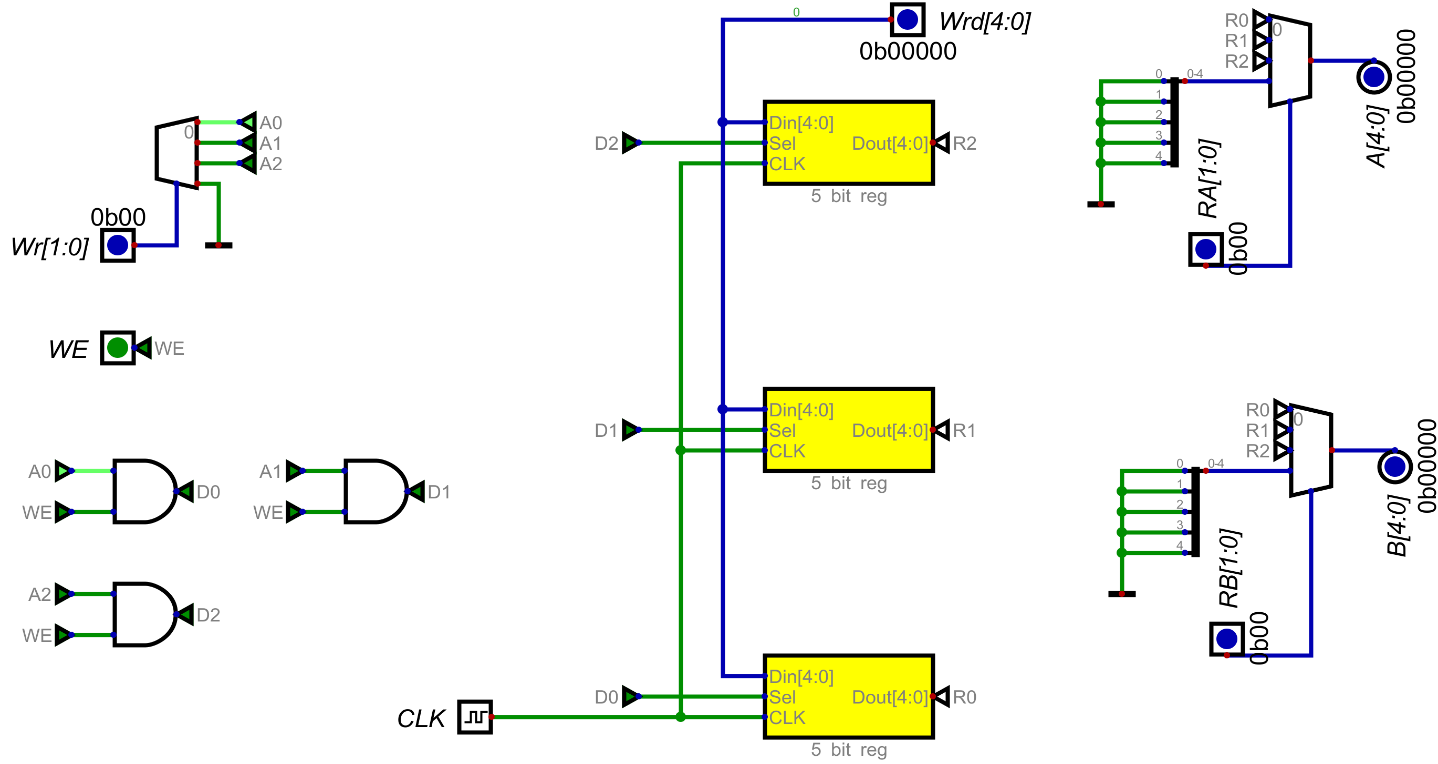 0
Wrd[4:0]
0b00000
R0
R1
R2
0
0b00000
A[4:0]
0
1
2
3
4
0-4
RA[1:0]
0b00
0
A0
A1
A2
0b00
Wr[1:0]
D2
Din[4:0]
Sel
CLK
Dout[4:0]
R2
5 bit reg
WE
WE
D1
Din[4:0]
Sel
CLK
Dout[4:0]
R1
5 bit reg
R0
R1
R2
0
0b00000
B[4:0]
0
1
2
3
4
0-4
RB[1:0]
0b00
A0
WE
D0
A1
WE
D1
A2
WE
D2
CLK
D0
Din[4:0]
Sel
CLK
Dout[4:0]
R0
5 bit reg